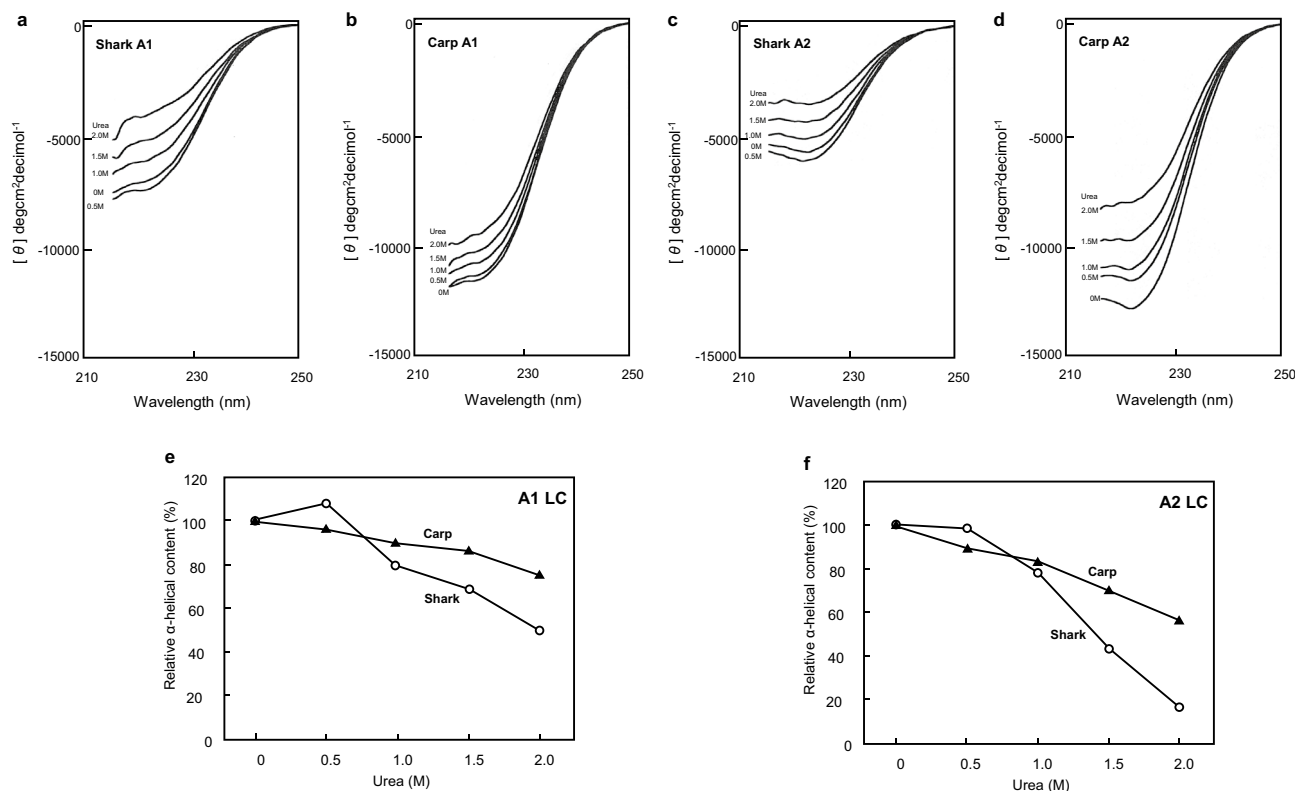 a
Shark A1
0
-5000
-10000
-15000
[ θ ] degcm²decimol⁻¹
Urea
2.0M
1.5M
1.0M
0M
0.5M
210
230
250
Wavelength (nm)
b
Carp A1
0
-5000
-10000
-15000
[ θ ] degcm²decimol⁻¹
Urea
2.0M
1.5M
1.0M
0.5M
0M
210
230
250
Wavelength (nm)
c
Shark A2
0
-5000
-10000
-15000
[ θ ] degcm²decimol⁻¹
Urea
2.0M
1.5M
1.0M
0M
0.5M
210
230
250
Wavelength (nm)
d
Carp A2
0
-5000
-10000
-15000
[ θ ] degcm²decimol⁻¹
Urea
2.0M
1.5M
1.0M
0.5M
0M
210
230
250
Wavelength (nm)
e
A1 LC
120
100
80
60
40
20
0
Relative α-helical content (%)
Carp
Shark
0
0.5
1.0
1.5
2.0
Urea (M)
f
A2 LC
120
100
80
60
40
20
0
Relative α-helical content (%)
Carp
Shark
0
0.5
1.0
1.5
2.0
Urea (M)